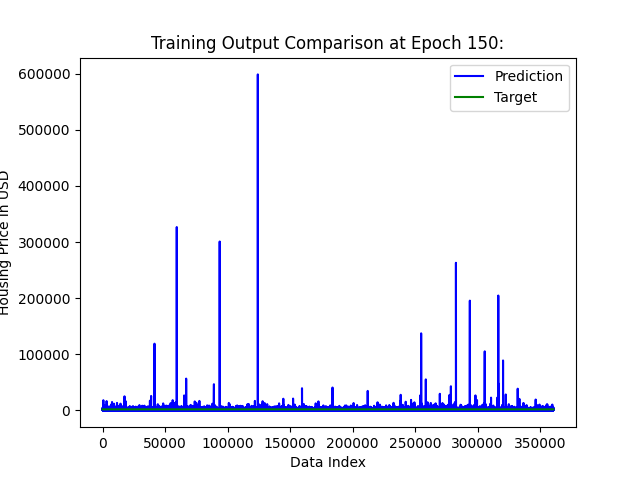 Training Output Comparison at Epoch 150:
Prediction
Target
Housing Price in USD
600000
500000
400000
300000
200000
100000
0
0 50000 100000 150000 200000 250000 300000 350000
Data Index